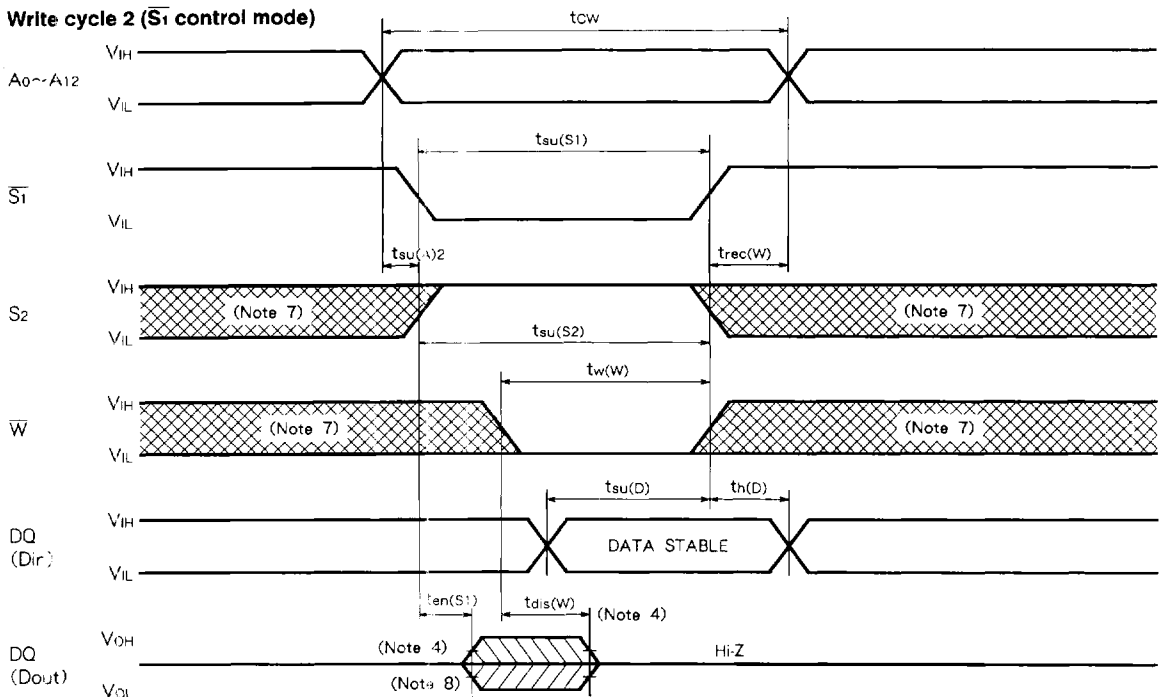 Write cycle 2 (S̅1̅ control mode)
tCW
A0~A12
VIH
VIL
tsu(S1)
S̅1̅
VIH
VIL
tsu(A)2
trec(W)
S2
VIH
(Note 7)
(Note 7)
VIL
tsu(S2)
tw(W)
W̅
VIH
(Note 7)
(Note 7)
VIL
tsu(D)
th(D)
DQ
(Din)
VIH
DATA STABLE
VIL
ten(S1)
tdis(W)
(Note 4)
DQ
(Dout)
VOH
(Note 4)
Hi-Z
(Note 8)
VOL